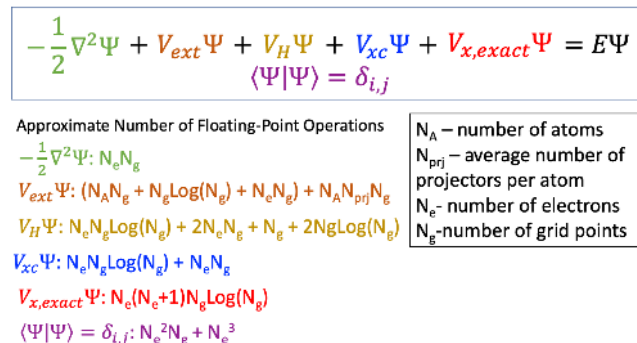 −1/2 ∇²Ψ + V_ext Ψ + V_H Ψ + V_xc Ψ + V_x,exact Ψ = EΨ
⟨Ψ|Ψ⟩ = δ_i,j
Approximate Number of Floating-Point Operations
−1/2 ∇²Ψ: N_eN_g
V_ext Ψ: (N_AN_g + N_gLog(N_g) + N_eN_g) + N_AN_prjN_g
V_H Ψ: N_eN_gLog(N_g) + 2N_eN_g + N_g + 2NgLog(N_g)
V_xc Ψ: N_eN_gLog(N_g) + N_eN_g
V_x,exact Ψ: N_e(N_e+1)N_gLog(N_g)
⟨Ψ|Ψ⟩ = δ_i,j: N_e²N_g + N_e³
N_A – number of atoms
N_prj – average number of
projectors per atom
N_e- number of electrons
N_g-number of grid points